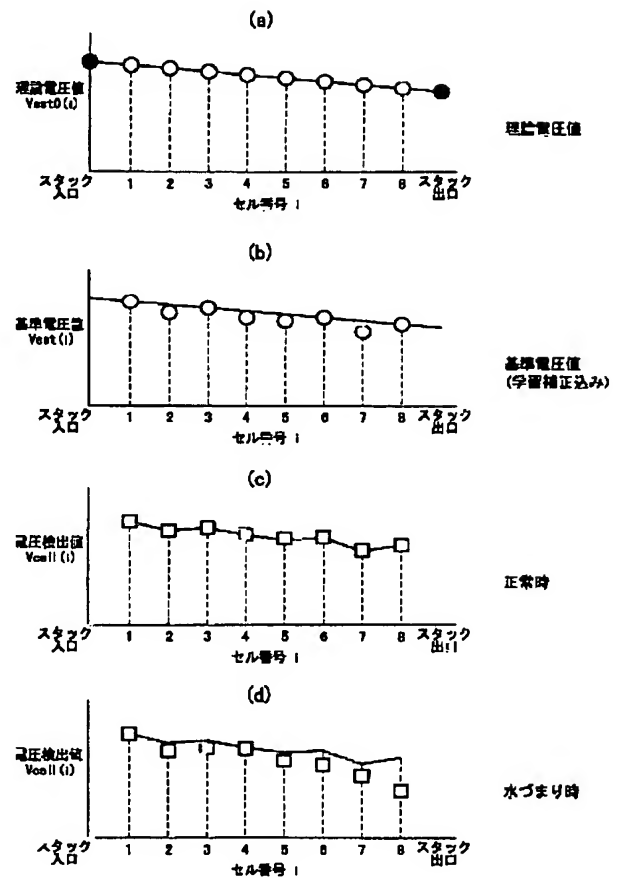 (a)
理論電圧値
Vest0(i)
理論電圧値
スタック
入口
1 2 3 4 5 6 7 8
スタック
出口
セル番号 i
(b)
基準電圧値
Vest(i)
基準電圧値
(学習補正込み)
スタック
入口
1 2 3 4 5 6 7 8
スタック
出口
セル番号 i
(c)
電圧検出値
Vcell(i)
正常時
スタック
入口
1 2 3 4 5 6 7 8
スタック
出口
セル番号 i
(d)
電圧検出値
Vcell(i)
水づまり時
スタック
入口
1 2 3 4 5 6 7 8
スタック
出口
セル番号 i